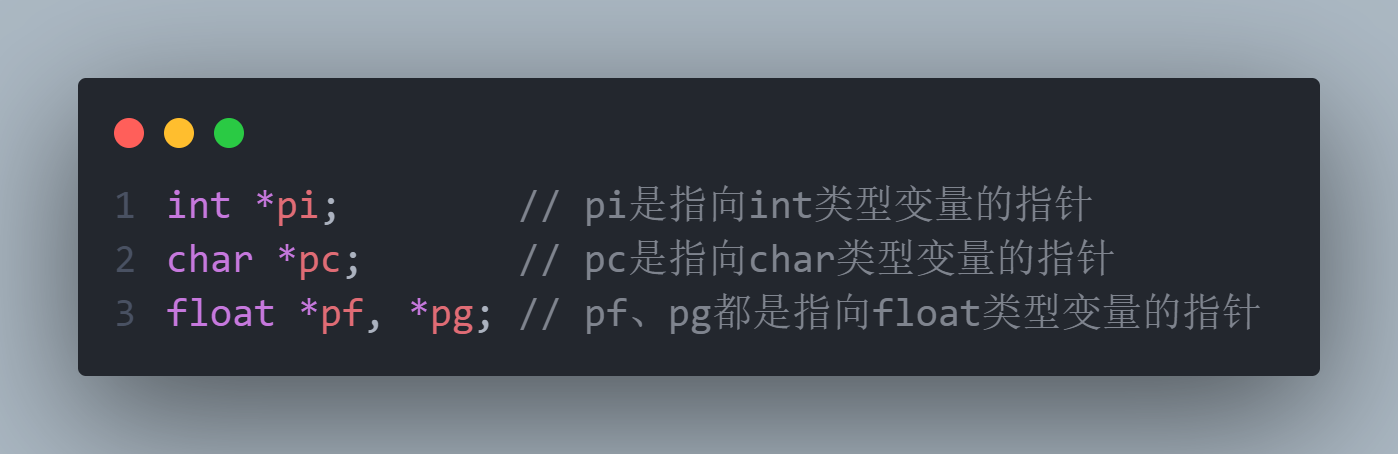 1 int *pi;        // pi是指向int类型变量的指针
2 char *pc;       // pc是指向char类型变量的指针
3 float *pf, *pg; // pf、pg都是指向float类型变量的指针